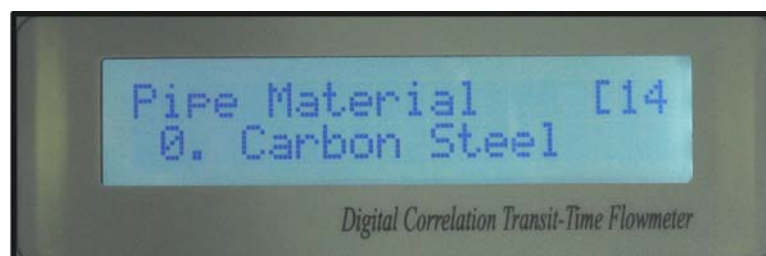 Pipe Material [14
0. Carbon Steel
Digital Correlation Transit-Time Flowmeter